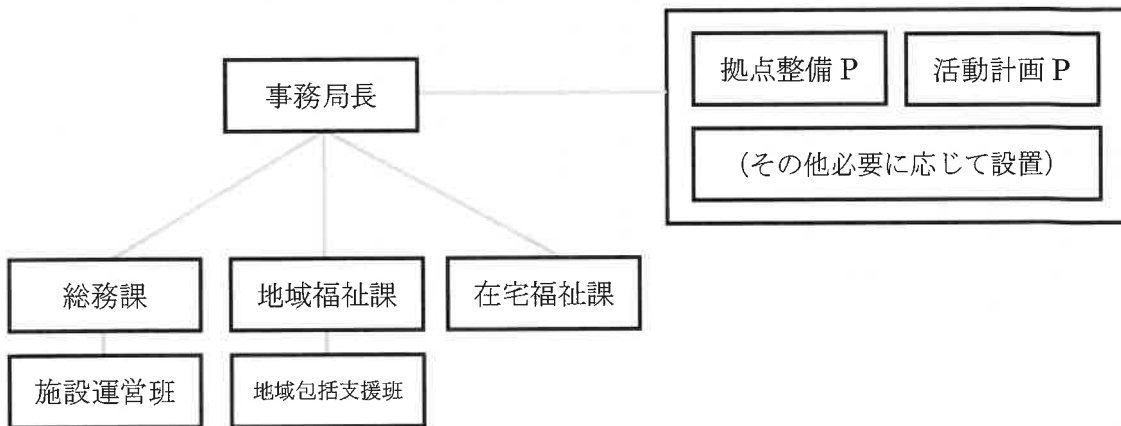 拠点整備 P
活動計画 P
事務局長
(その他必要に応じて設置)
総務課
地域福祉課
在宅福祉課
施設運営班
地域包括支援班